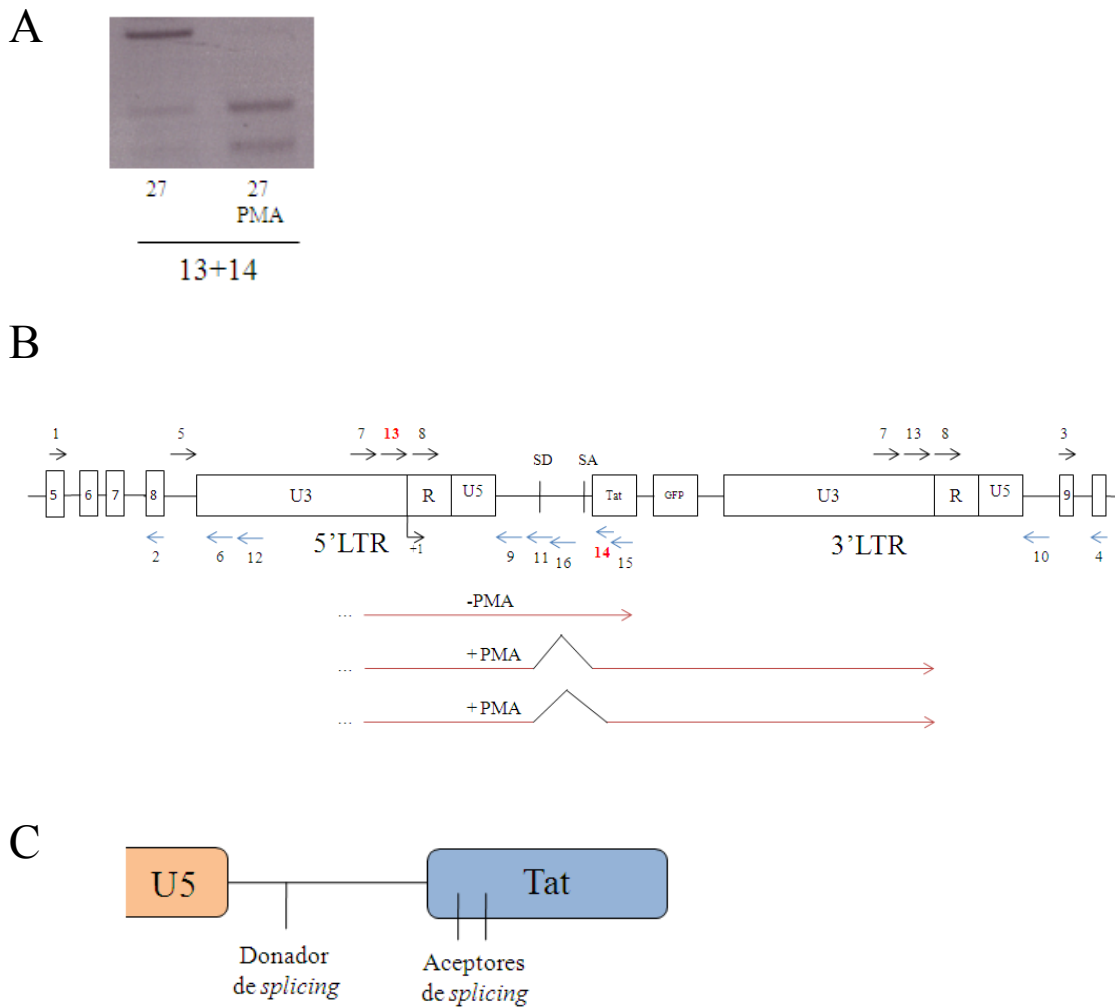 A
27 27
PMA
13+14
B
1 5 7 13 8 7 13 8 3
SD SA
5 6 7 8 U3 R U5 Tat GFP U3 R U5 9
2 6 12 5’LTR +1 9 11 16 14 15 3’LTR 10 4
... -PMA
... +PMA
... +PMA
C
U5 Tat
Donador Aceptores
de splicing de splicing